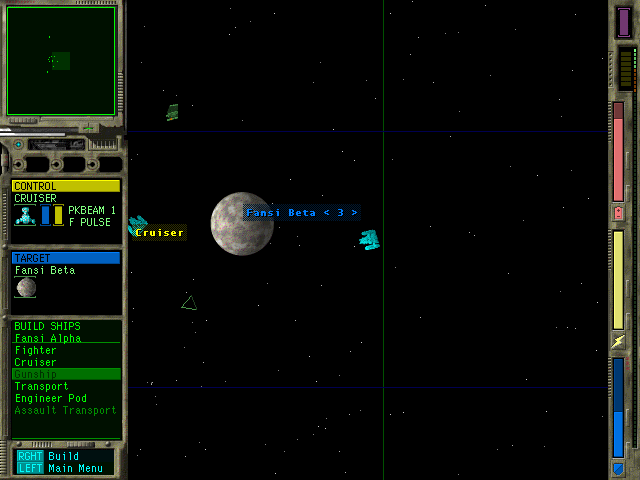 CONTROL
CRUISER
PKBEAM 1
F PULSE
TARGET
Fansi Beta
BUILD SHIPS
Fansi Alpha
Fighter
Cruiser
Gunship
Transport
Engineer Pod
Assault Transport
RGHT Build
LEFT Main Menu
Fansi Beta < 3 >
Cruiser